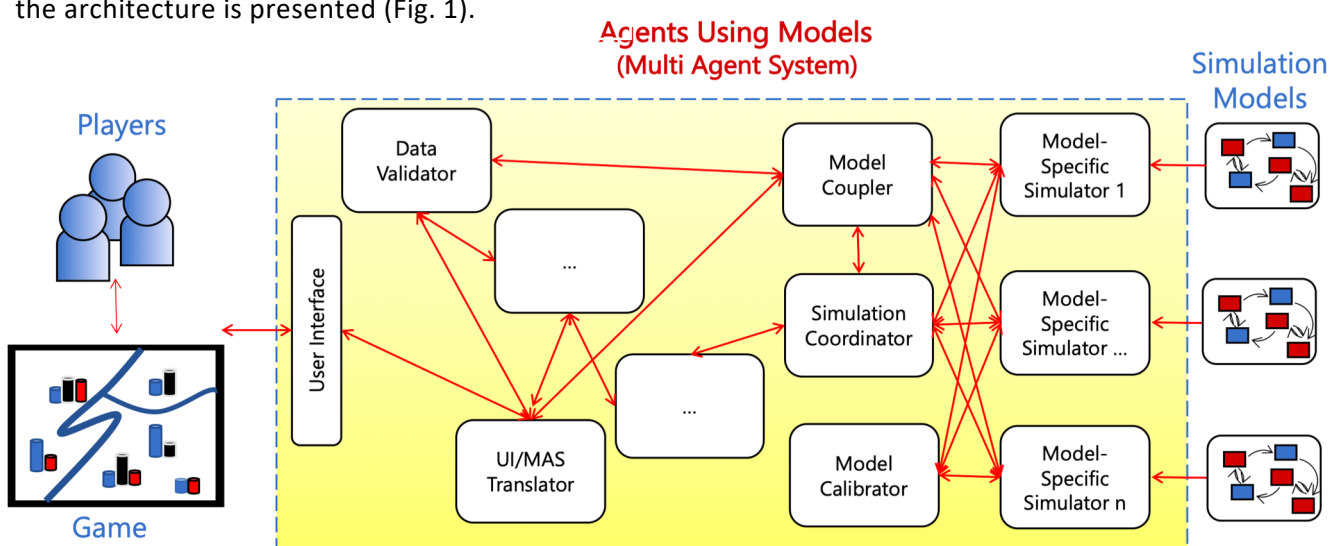 the architecture is presented (Fig. 1).
Agents Using Models
(Multi Agent System)
Simulation
Models
Players
Data
Validator
Model
Coupler
Model-
Specific
Simulator 1
...
User Interface
Simulation
Coordinator
Model-
Specific
Simulator ...
...
UI/MAS
Translator
Model
Calibrator
Model-
Specific
Simulator n
Game